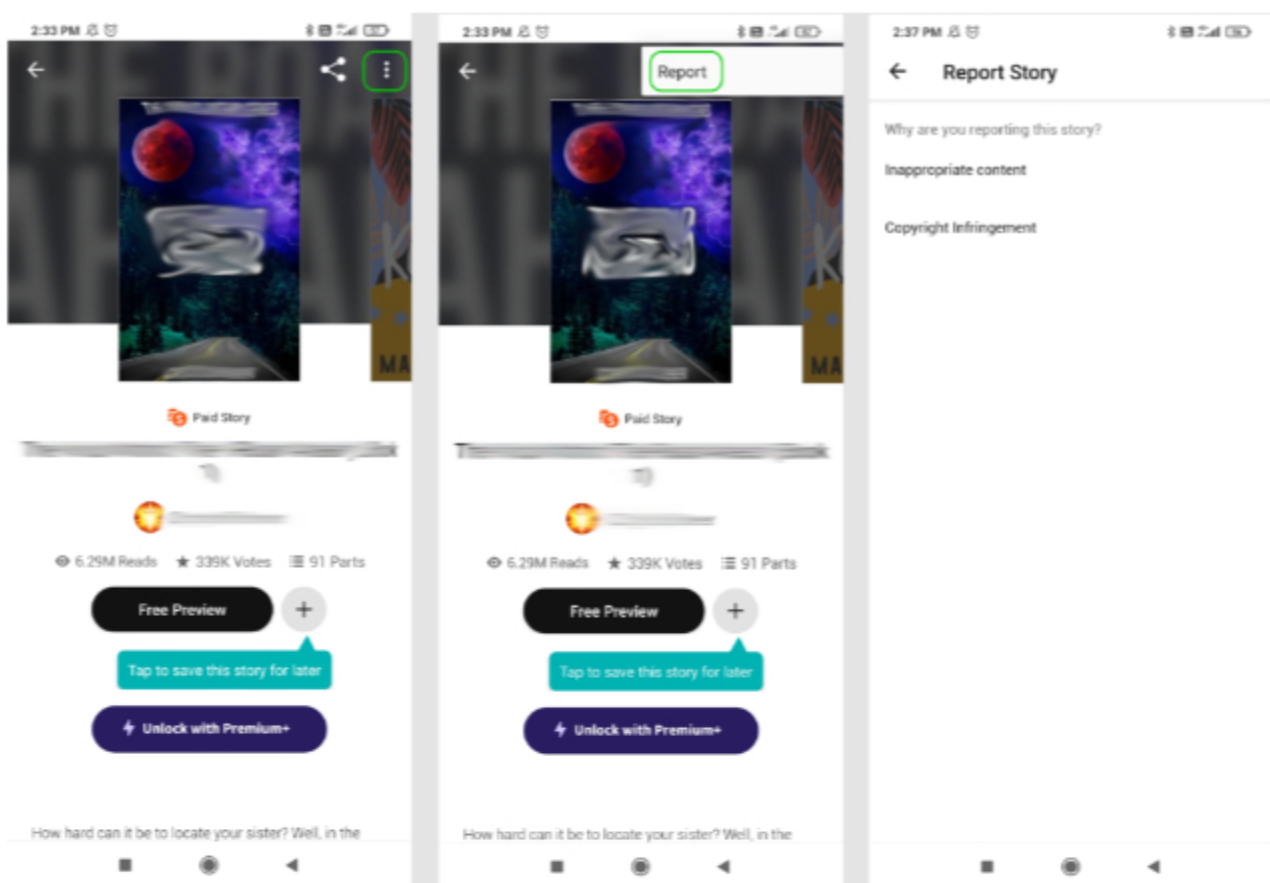 2:33 PM
Paid Story
6.29M Reads
339K Votes
91 Parts
Free Preview
+
Tap to save this story for later
Unlock with Premium+
How hard can it be to locate your sister? Well, in the
2:33 PM
Report
MA
Paid Story
6.29M Reads
339K Votes
91 Parts
Free Preview
+
Tap to save this story for later
Unlock with Premium+
How hard can it be to locate your sister? Well, in the
2:37 PM
Report Story
Why are you reporting this story?
Inappropriate content
Copyright Infringement